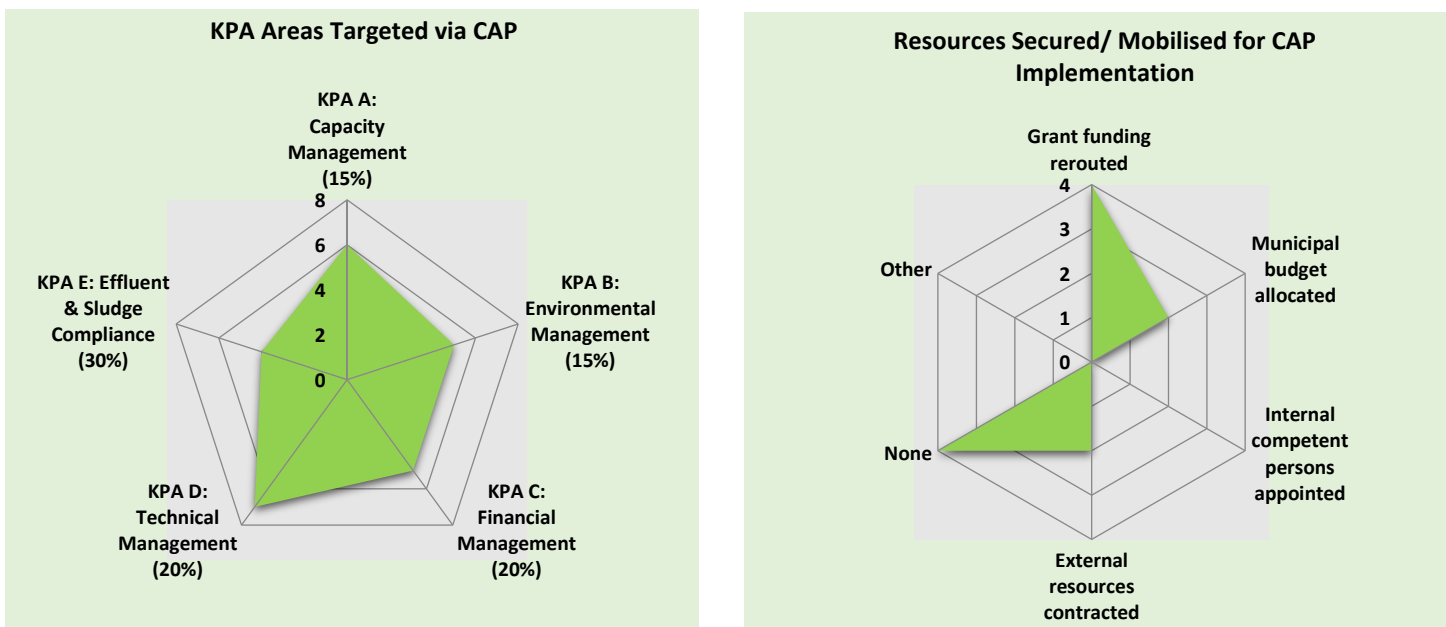 KPA Areas Targeted via CAP
KPA A:
Capacity
Management
(15%)
8
6
4
2
0
KPA B:
Environmental
Management
(15%)
KPA C:
Financial
Management
(20%)
KPA D:
Technical
Management
(20%)
KPA E: Effluent
& Sludge
Compliance
(30%)
Resources Secured/ Mobilised for CAP
Implementation
Grant funding
rerouted
4
3
2
1
0
Municipal
budget
allocated
Internal
competent
persons
appointed
External
resources
contracted
None
Other